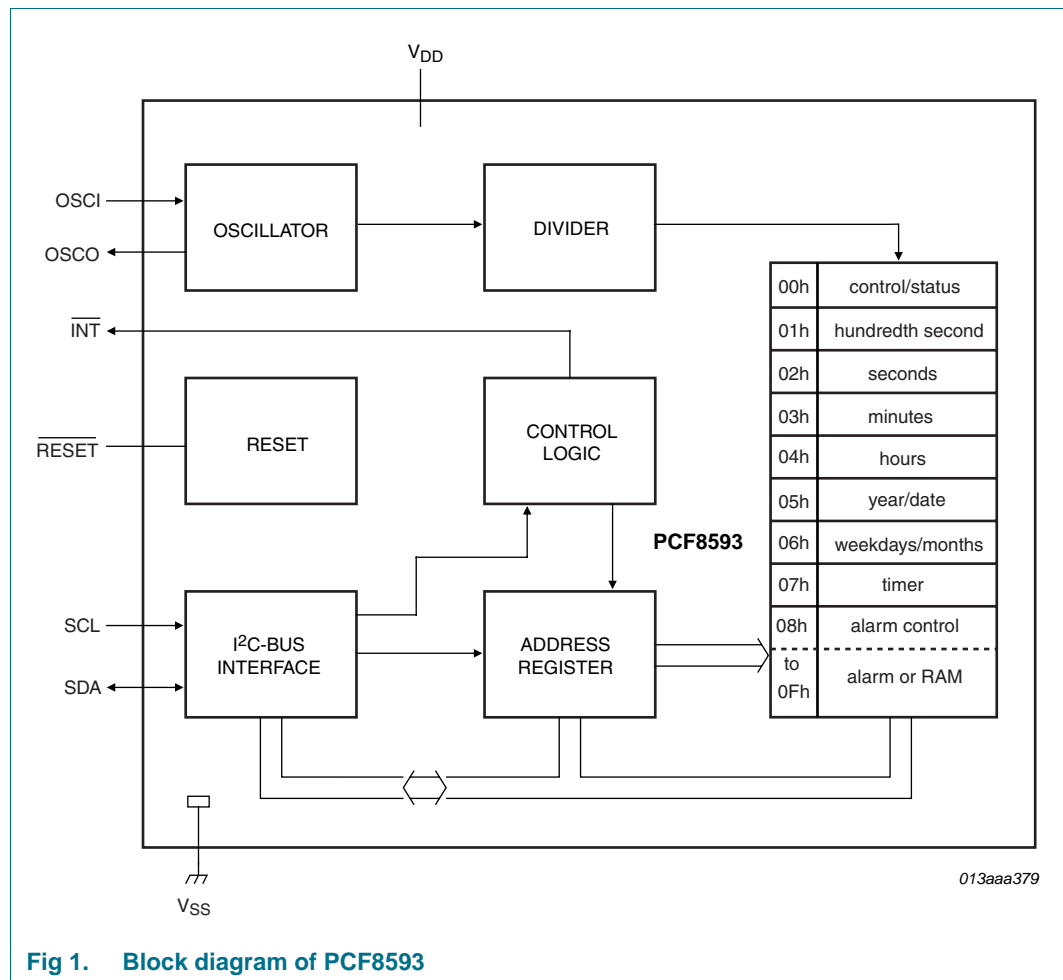 VDD
OSCI
OSCO
OSCILLATOR
DIVIDER
INT
RESET
RESET
CONTROL
LOGIC
PCF8593
SCL
SDA
I2C-BUS
INTERFACE
ADDRESS
REGISTER
00h control/status
01h hundredth second
02h seconds
03h minutes
04h hours
05h year/date
06h weekdays/months
07h timer
08h alarm control
to
0Fh
alarm or RAM
VSS
013aaa379
Fig 1. Block diagram of PCF8593